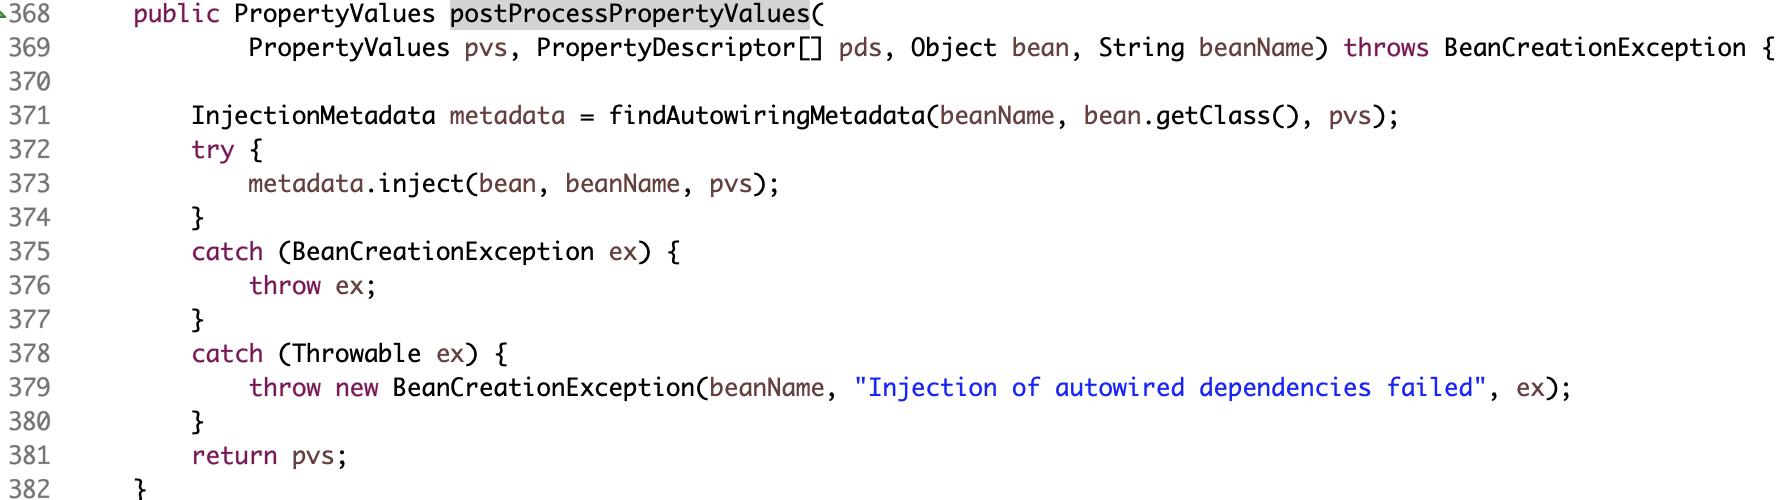 368 public PropertyValues postProcessPropertyValues(
369 PropertyValues pvs, PropertyDescriptor[] pds, Object bean, String beanName) throws BeanCreationException {
370
371 InjectionMetadata metadata = findAutowiringMetadata(beanName, bean.getClass(), pvs);
372 try {
373 metadata.inject(bean, beanName, pvs);
374 }
375 catch (BeanCreationException ex) {
376 throw ex;
377 }
378 catch (Throwable ex) {
379 throw new BeanCreationException(beanName, "Injection of autowired dependencies failed", ex);
380 }
381 return pvs;
382 }